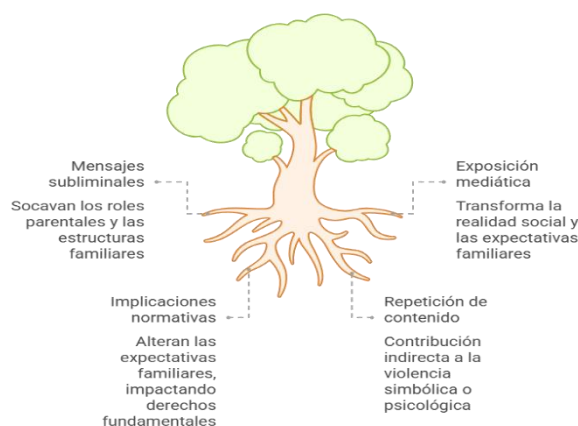 Mensajes
subliminales
Socavan los roles
parentales y las
estructuras
familiares
Exposición
mediática
Transforma la
realidad social y
las expectativas
familiares
Implicaciones
normativas
Alteran las
expectativas
familiares,
impactando
derechos
fundamentales
Repetición de
contenido
Contribución
indirecta a la
violencia
simbólica o
psicológica